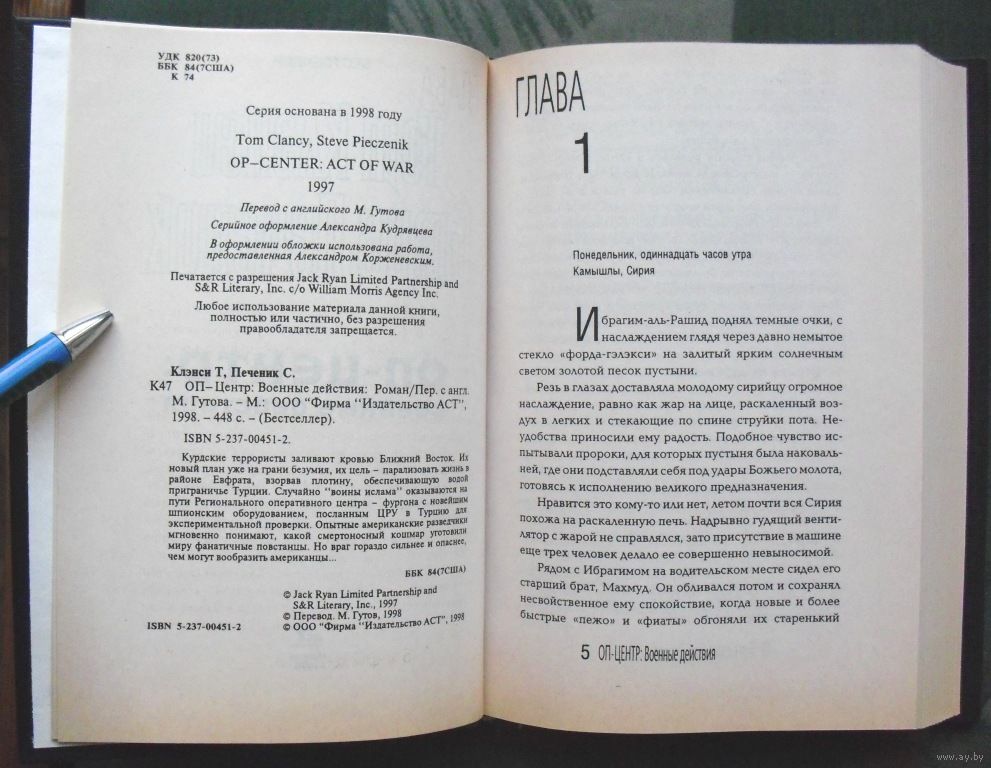 УДК 820(73)
ББК 84(7США)
К 74
Серия основана в 1998 году
Tom Clancy, Steve Pieczenik
OP–CENTER: ACT OF WAR
1997
Перевод с английского М. Гутова
Серийное оформление Александра Кудрявцева
В оформлении обложки использована работа,
предоставленная Александром Корженевским.
Печатается с разрешения Jack Ryan Limited Partnership and
S&R Literary, Inc. c/o William Morris Agency Inc.
Любое использование материала данной книги,
полностью или частично, без разрешения
правообладателя запрещается.
Клэнси Т, Печеник С.
К47 ОП– Центр: Военные действия: Роман/Пер. с англ.
М. Гутова. – М.: ООО "Фирма "Издательство АСТ",
1998. – 448 с. – (Бестселлер).
ISBN 5-237-00451-2.
Курдские террористы заливают кровью Ближний Восток. Их
новый план уже на грани безумия, их цель – парализовать жизнь в
районе Евфрата, взорвав плотину, обеспечивающую водой
приграничье Турции. Случайно "воины ислама" оказываются на
пути Регионального оперативного центра – фургона с новейшим
шпионским оборудованием, посланным ЦРУ в Турцию для
экспериментальной проверки. Опытные американские разведчики
мгновенно понимают, какой смертоносный кошмар уготовили
миру фанатичные повстанцы. Но враг гораздо сильнее и опаснее,
чем могут вообразить американцы...
ББК 84(7США)
© Jack Ryan Limited Partnership and
S&R Literary, Inc., 1997
© Перевод. М. Гутов, 1998
ISBN 5-237-00451-2 © ООО "Фирма "Издательство АСТ", 1998
ГЛАВА
1
Понедельник, одиннадцать часов утра
Камышлы, Сирия
Ибрагим-аль-Рашид поднял темные очки, с
наслаждением глядя через давно немытое
стекло «форда-гэлэкси» на залитый ярким солнечным
светом золотой песок пустыни.
Резь в глазах доставляла молодому сирийцу огромное
наслаждение, равно как жар на лице, раскаленный воз-
дух в легких и стекающие по спине струйки пота. Не-
удобства приносили ему радость. Подобное чувство ис-
пытывали пророки, для которых пустыня была наковаль-
ней, где они подставляли себя под удары Божьего молота,
готовясь к исполнению великого предназначения.
Нравится это кому-то или нет, летом почти вся Сирия
похожа на раскаленную печь. Надрывно гудящий венти-
лятор с жарой не справлялся, зато присутствие в машине
еще трех человек делало ее совершенно невыносимой.
Рядом с Ибрагимом на водительском месте сидел его
старший брат, Махмуд. Он обливался потом и сохранял
несвойственное ему спокойствие, когда новые и более
быстрые «пежо» и «фиаты» обгоняли их старенький
5 ОП-ЦЕНТР: Военные действия
www.ay.by